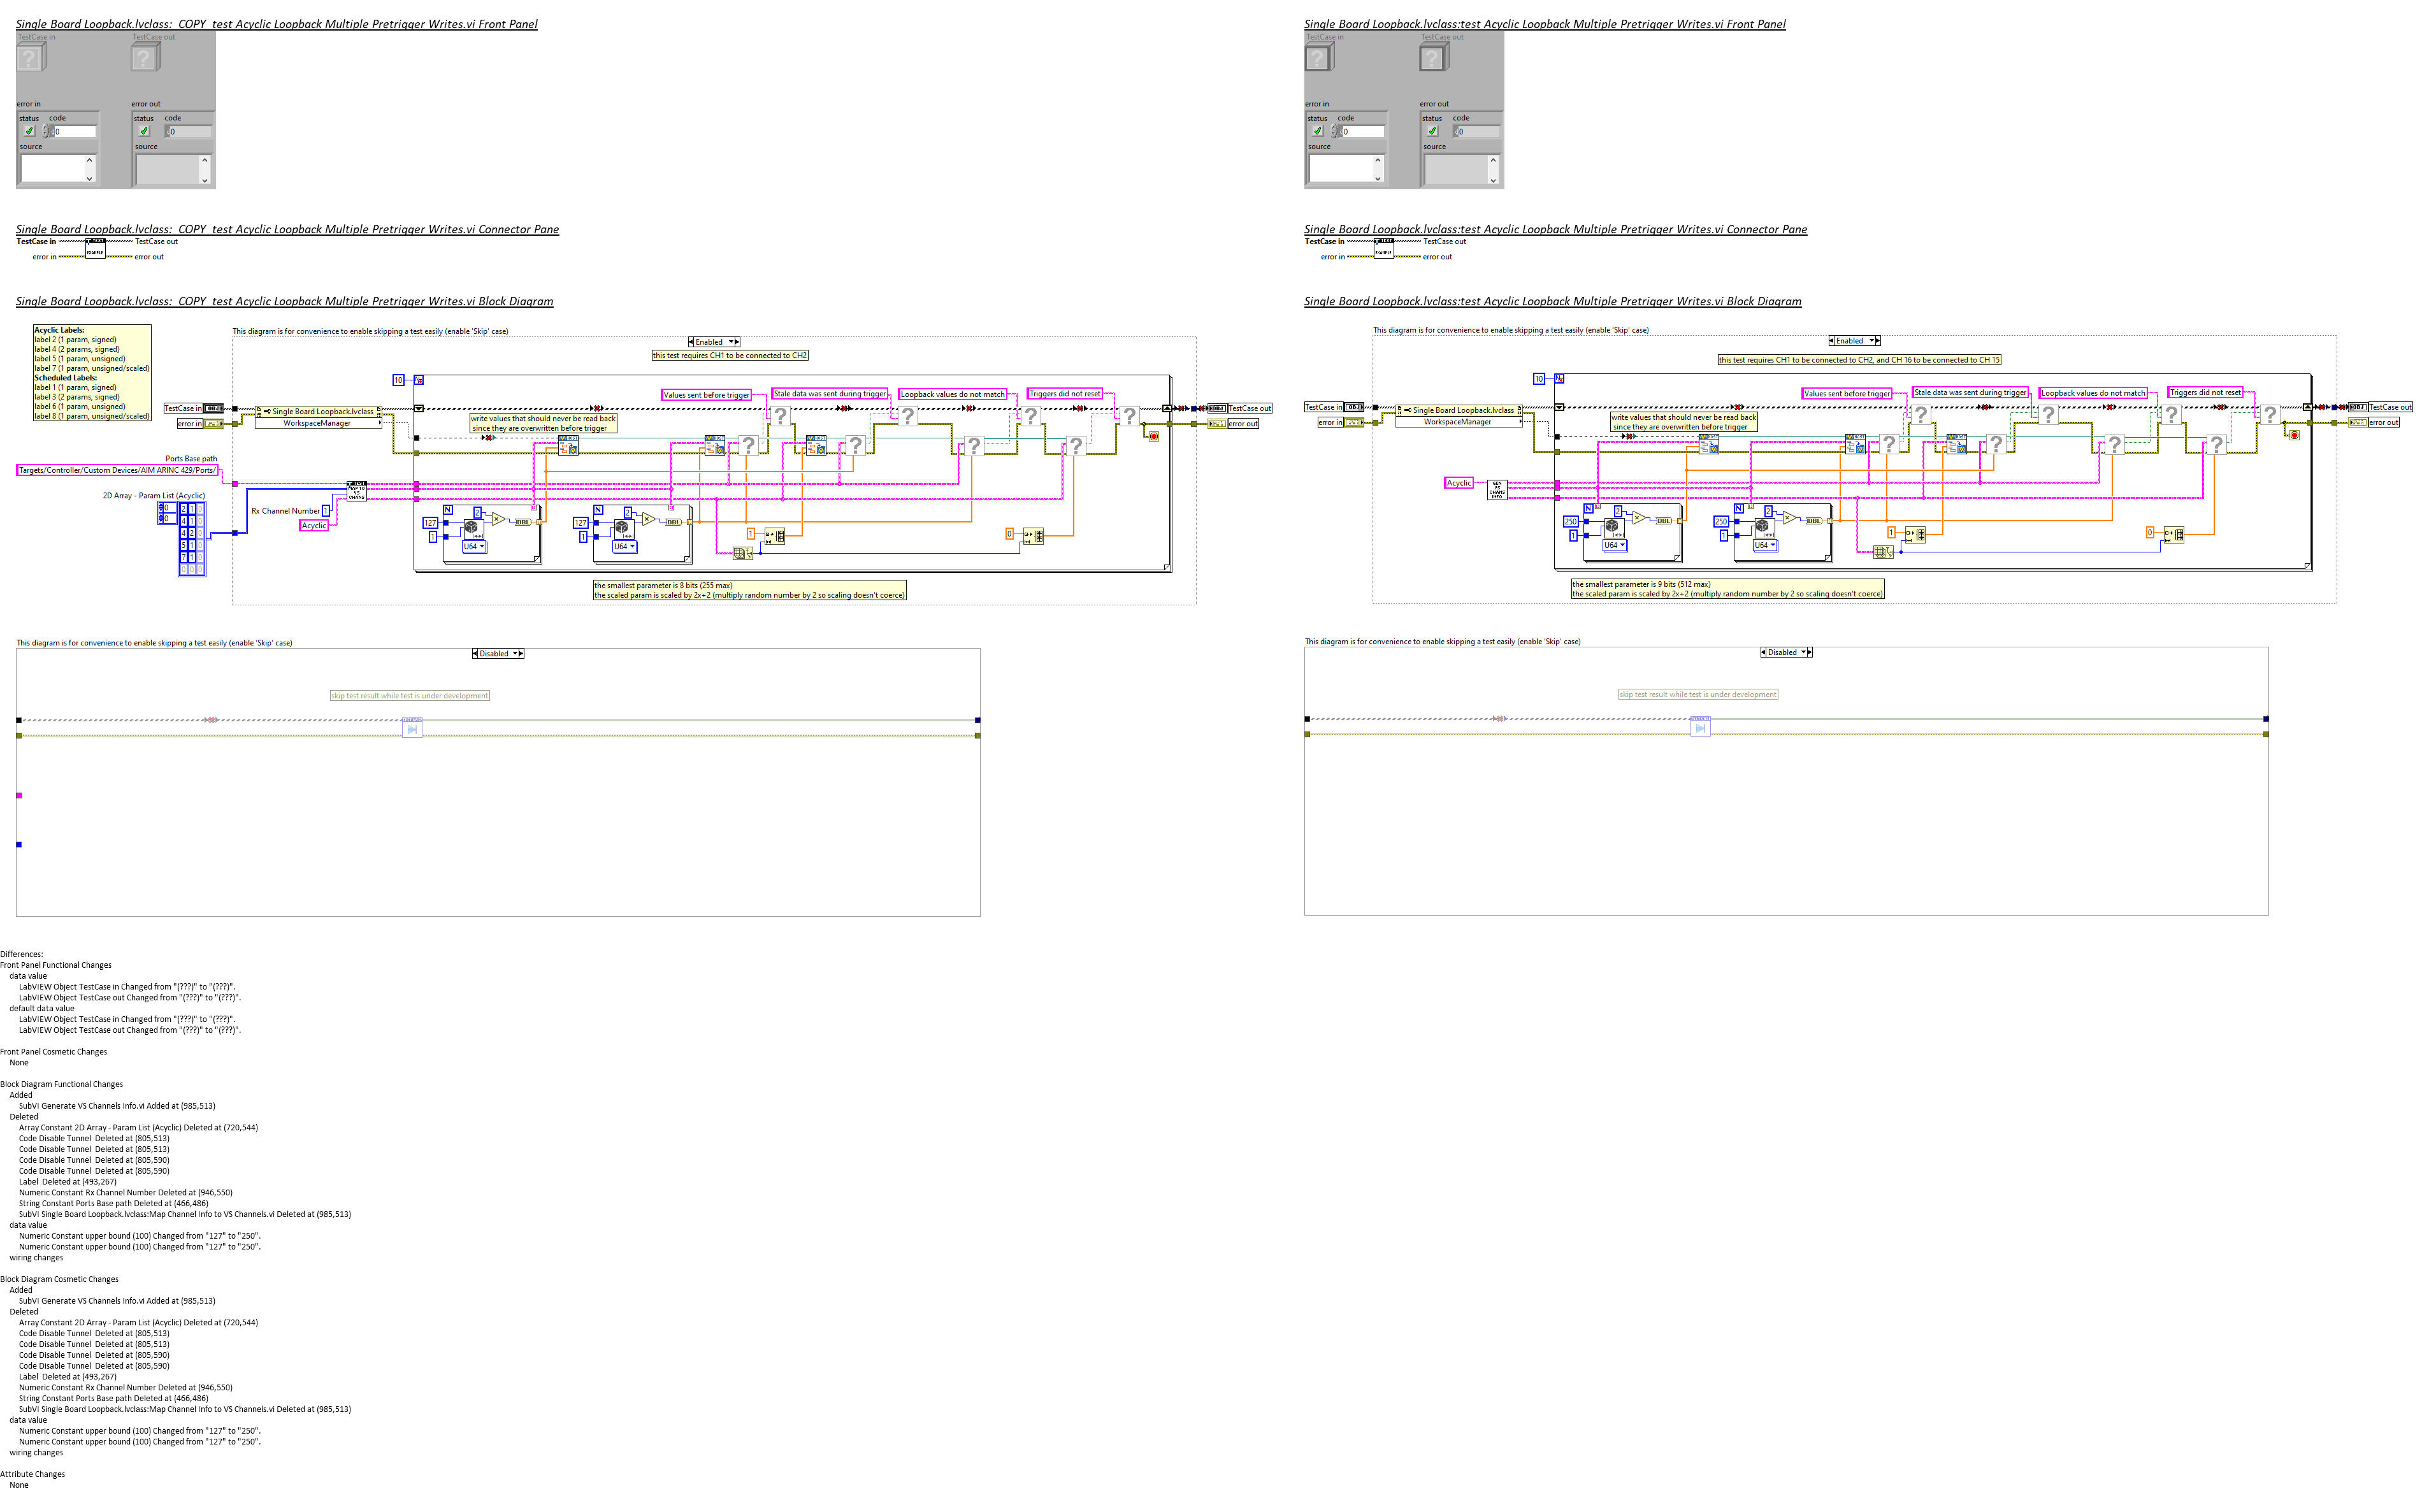 Single Board Loopback.lvclass:_COPY_test Acyclic Loopback Multiple Pretrigger Writes.vi Front Panel
TestCase in
TestCase out
error in
error out
status
code
status
code
0
0
source
source
Single Board Loopback.lvclass:_COPY_test Acyclic Loopback Multiple Pretrigger Writes.vi Connector Pane
TestCase in
TestCase out
error in
error out
Single Board Loopback.lvclass:_COPY_test Acyclic Loopback Multiple Pretrigger Writes.vi Block Diagram
Acyclic Labels:
label 2 (1 param, signed)
label 4 (2 params, signed)
label 5 (1 param, unsigned)
label 7 (1 param, unsigned/scaled)
Scheduled Labels:
label 1 (1 param, signed)
label 3 (2 params, signed)
label 6 (1 param, unsigned)
label 8 (1 param, unsigned/scaled)
This diagram is for convenience to enable skipping a test easily (enable 'Skip' case)
Enabled
this test requires CH1 to be connected to CH2
10
Values sent before trigger
Stale data was sent during trigger
Loopback values do not match
Triggers did not reset
TestCase in
error in
Single Board Loopback.lvclass
WorkspaceManager
write values that should never be read back
since they are overwritten before trigger
TestCase out
error out
Ports Base path
Targets/Controller/Custom Devices/AIM ARINC 429/Ports/
2D Array - Param List (Acyclic)
0
0
2 1 0
4 1 0
4 2 0
5 1 0
7 1 0
0 0 0
Rx Channel Number
1
Acyclic
N
2
127
1
DBL
U64
N
2
127
1
DBL
U64
1
0
the smallest parameter is 8 bits (255 max)
the scaled param is scaled by 2x+2 (multiply random number by 2 so scaling doesn't coerce)
This diagram is for convenience to enable skipping a test easily (enable 'Skip' case)
Disabled
skip test result while test is under development
Single Board Loopback.lvclass:test Acyclic Loopback Multiple Pretrigger Writes.vi Front Panel
TestCase in
TestCase out
error in
error out
status
code
status
code
0
0
source
source
Single Board Loopback.lvclass:test Acyclic Loopback Multiple Pretrigger Writes.vi Connector Pane
TestCase in
TestCase out
error in
error out
Single Board Loopback.lvclass:test Acyclic Loopback Multiple Pretrigger Writes.vi Block Diagram
This diagram is for convenience to enable skipping a test easily (enable 'Skip' case)
Enabled
this test requires CH1 to be connected to CH2, and CH 16 to be connected to CH 15
10
Values sent before trigger
Stale data was sent during trigger
Loopback values do not match
Triggers did not reset
TestCase in
error in
Single Board Loopback.lvclass
WorkspaceManager
write values that should never be read back
since they are overwritten before trigger
TestCase out
error out
Acyclic
N
2
250
1
DBL
U64
N
2
250
1
DBL
U64
1
0
the smallest parameter is 9 bits (512 max)
the scaled param is scaled by 2x+2 (multiply random number by 2 so scaling doesn't coerce)
This diagram is for convenience to enable skipping a test easily (enable 'Skip' case)
Disabled
skip test result while test is under development
Differences:
Front Panel Functional Changes
data value
LabVIEW Object TestCase in Changed from "(???)" to "(???)".
LabVIEW Object TestCase out Changed from "(???)" to "(???)".
default data value
LabVIEW Object TestCase in Changed from "(???)" to "(???)".
LabVIEW Object TestCase out Changed from "(???)" to "(???)".
Front Panel Cosmetic Changes
None
Block Diagram Functional Changes
Added
SubVI Generate VS Channels Info.vi Added at (985,513)
Deleted
Array Constant 2D Array - Param List (Acyclic) Deleted at (720,544)
Code Disable Tunnel  Deleted at (805,513)
Code Disable Tunnel  Deleted at (805,513)
Code Disable Tunnel  Deleted at (805,590)
Code Disable Tunnel  Deleted at (805,590)
Label  Deleted at (493,267)
Numeric Constant Rx Channel Number Deleted at (946,550)
String Constant Ports Base path Deleted at (466,486)
SubVI Single Board Loopback.lvclass:Map Channel Info to VS Channels.vi Deleted at (985,513)
data value
Numeric Constant upper bound (100) Changed from "127" to "250".
Numeric Constant upper bound (100) Changed from "127" to "250".
wiring changes
Block Diagram Cosmetic Changes
Added
SubVI Generate VS Channels Info.vi Added at (985,513)
Deleted
Array Constant 2D Array - Param List (Acyclic) Deleted at (720,544)
Code Disable Tunnel  Deleted at (805,513)
Code Disable Tunnel  Deleted at (805,513)
Code Disable Tunnel  Deleted at (805,590)
Code Disable Tunnel  Deleted at (805,590)
Label  Deleted at (493,267)
Numeric Constant Rx Channel Number Deleted at (946,550)
String Constant Ports Base path Deleted at (466,486)
SubVI Single Board Loopback.lvclass:Map Channel Info to VS Channels.vi Deleted at (985,513)
data value
Numeric Constant upper bound (100) Changed from "127" to "250".
Numeric Constant upper bound (100) Changed from "127" to "250".
wiring changes
Attribute Changes
None